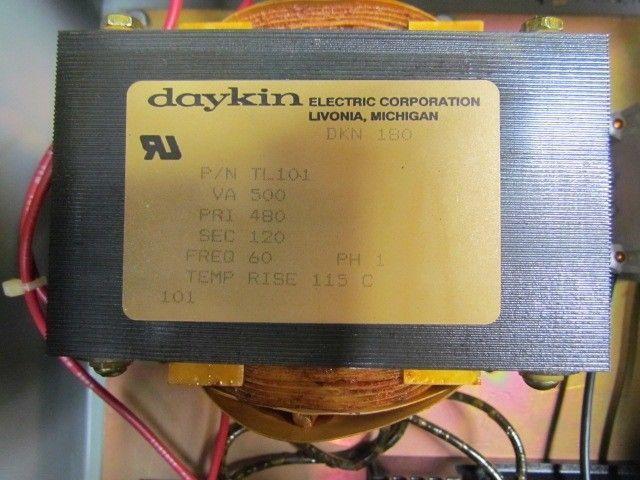 daykin ELECTRIC CORPORATION
LIVONIA, MICHIGAN
DKN 180
P/N TL101
VA 500
PRI 480
SEC 120
FREQ 60 PH 1
TEMP RISE 115 C
101